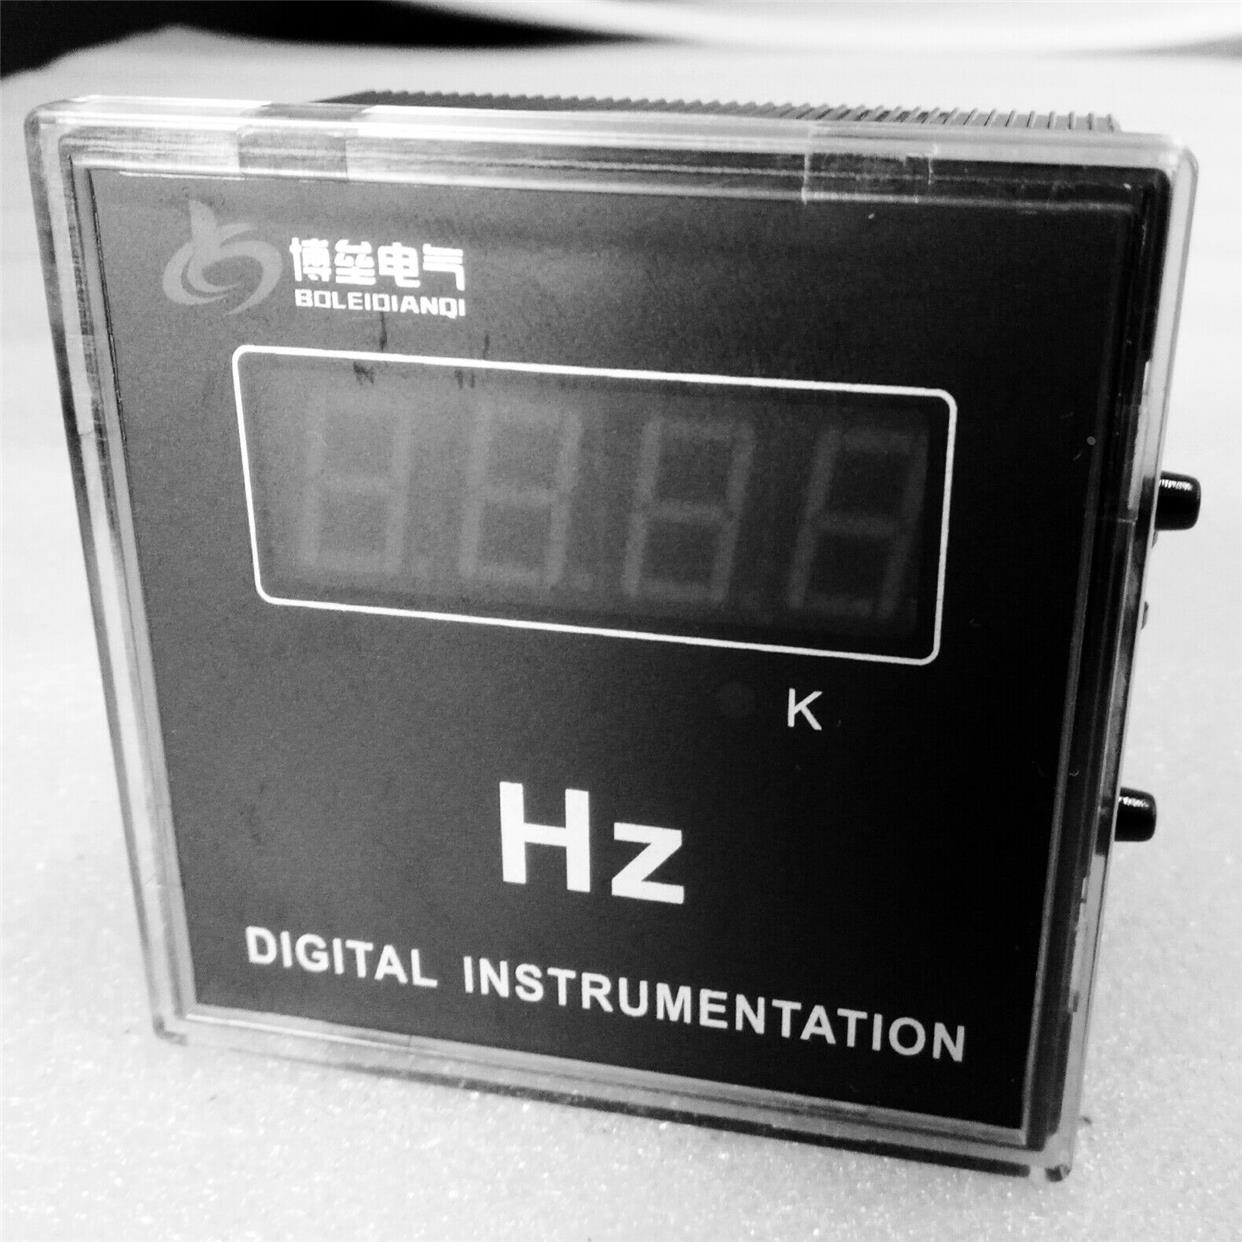 博垒电气
BOLEIDIANQI
K
Hz
DIGITAL INSTRUMENTATION